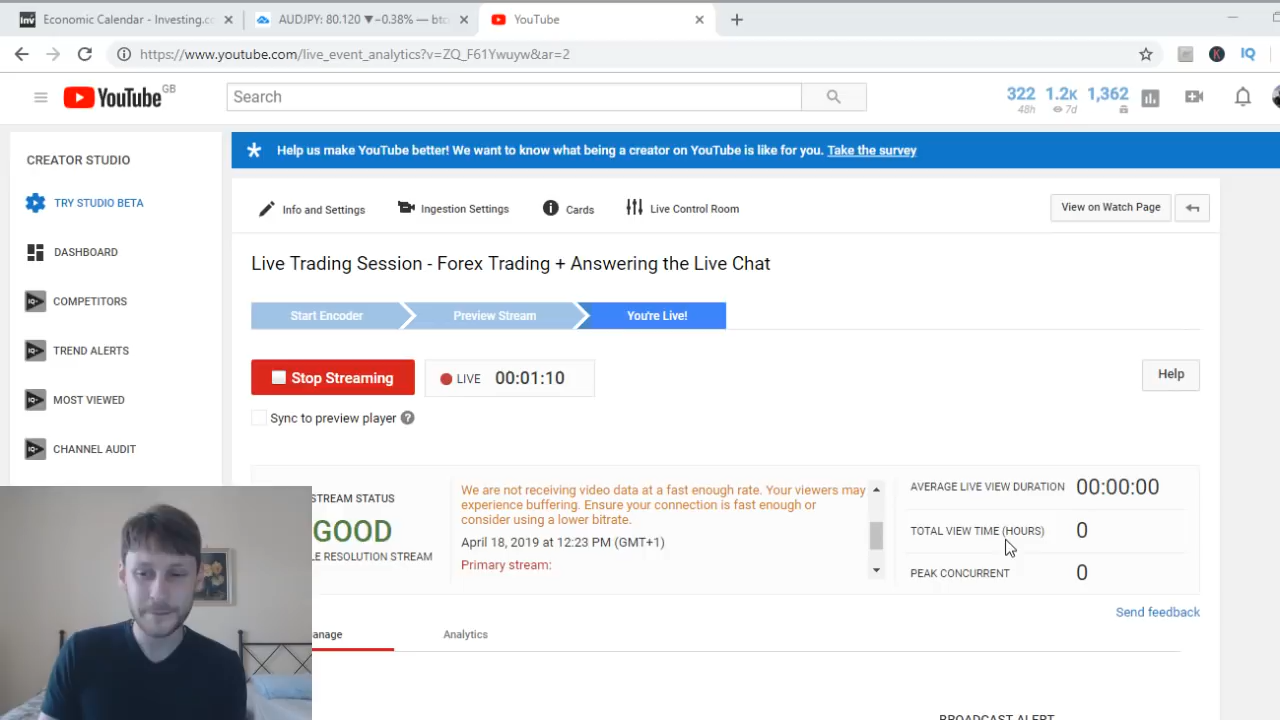 Economic Calendar - Investing.co
AUDJPY: 80.120 ▼−0.38% — btc
YouTube
https://www.youtube.com/live_event_analytics?v=ZQ_F61Ywuyw&ar=2
YouTube GB
Search
322 1.2K 1,362
48h 7d
CREATOR STUDIO
Help us make YouTube better! We want to know what being a creator on YouTube is like for you. Take the survey
TRY STUDIO BETA
DASHBOARD
COMPETITORS
TREND ALERTS
MOST VIEWED
CHANNEL AUDIT
Info and Settings
Ingestion Settings
Cards
Live Control Room
View on Watch Page
Live Trading Session - Forex Trading + Answering the Live Chat
Start Encoder
Preview Stream
You're Live!
Stop Streaming
LIVE 00:01:10
Help
Sync to preview player ?
STREAM STATUS
GOOD
LE RESOLUTION STREAM
We are not receiving video data at a fast enough rate. Your viewers may
experience buffering. Ensure your connection is fast enough or
consider using a lower bitrate.
April 18, 2019 at 12:23 PM (GMT+1)
Primary stream:
AVERAGE LIVE VIEW DURATION 00:00:00
TOTAL VIEW TIME (HOURS) 0
PEAK CONCURRENT 0
Send feedback
anage
Analytics
BROADCAST ALERT